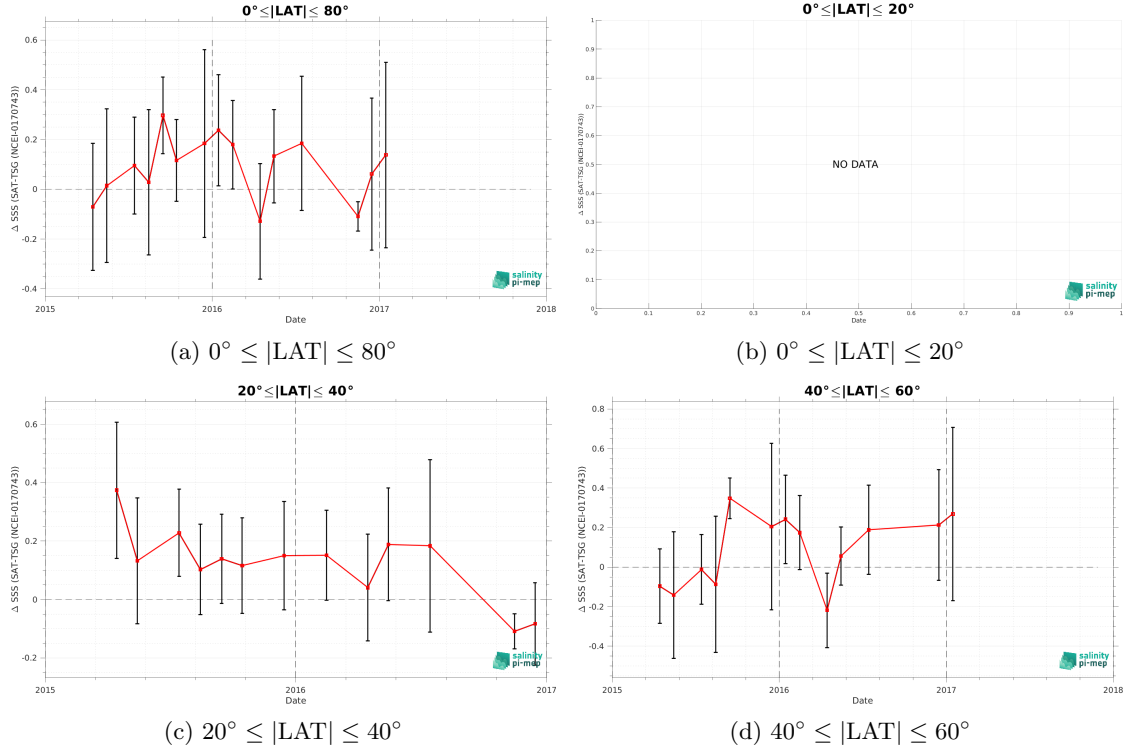 0°≤|LAT|≤ 80°
Δ SSS (SAT-TSG (NCEI-0170743))
0.6
0.4
0.2
0
-0.2
-0.4
2015
2016
2017
2018
Date
salinity
pi-mep
(a) 0° ≤ |LAT| ≤ 80°
0°≤|LAT|≤ 20°
Δ SSS (SAT-TSG (NCEI-0170743))
1
0.9
0.8
0.7
0.6
0.5
0.4
0.3
0.2
0.1
0
NO DATA
0
0.1
0.2
0.3
0.4
0.5
0.6
0.7
0.8
0.9
1
Date
salinity
pi-mep
(b) 0° ≤ |LAT| ≤ 20°
20°≤|LAT|≤ 40°
Δ SSS (SAT-TSG (NCEI-0170743))
0.6
0.4
0.2
0
-0.2
2015
2016
2017
Date
salinity
pi-mep
(c) 20° ≤ |LAT| ≤ 40°
40°≤|LAT|≤ 60°
Δ SSS (SAT-TSG (NCEI-0170743))
0.8
0.6
0.4
0.2
0
-0.2
-0.4
2015
2016
2017
2018
Date
salinity
pi-mep
(d) 40° ≤ |LAT| ≤ 60°